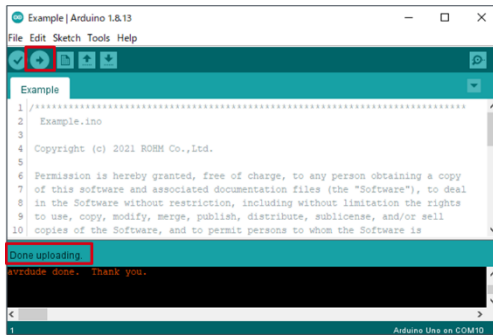 Example | Arduino 1.8.13
File Edit Sketch Tools Help
Example
1 /*****************************************************************************
2 Example.ino
3
4 Copyright (c) 2021 ROHM Co.,Ltd.
5
6 Permission is hereby granted, free of charge, to any person obtaining a copy
7 of this software and associated documentation files (the "Software"), to deal
8 in the Software without restriction, including without limitation the rights
9 to use, copy, modify, merge, publish, distribute, sublicense, and/or sell
10 copies of the Software, and to permit persons to whom the Software is
Done uploading.
avrdude done. Thank you.
1 Arduino Uno on COM10